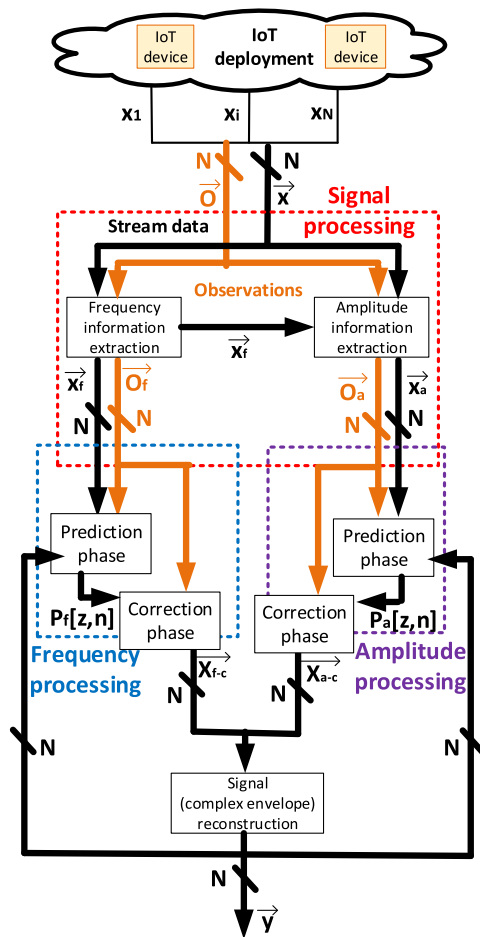 IoT
device
IoT
deployment
IoT
device
x1
xi
xN
N
N
O
x
Signal
processing
Stream data
Observations
Frequency
information
extraction
xf
Amplitude
information
extraction
xf
Of
Oa
xa
N
N
N
N
Prediction
phase
Prediction
phase
Pf[z,n]
Correction
phase
Correction
phase
Pa[z,n]
Frequency
processing
Xf-c
Xa-c
Amplitude
processing
N
N
N
N
Signal
(complex envelope)
reconstruction
N
y